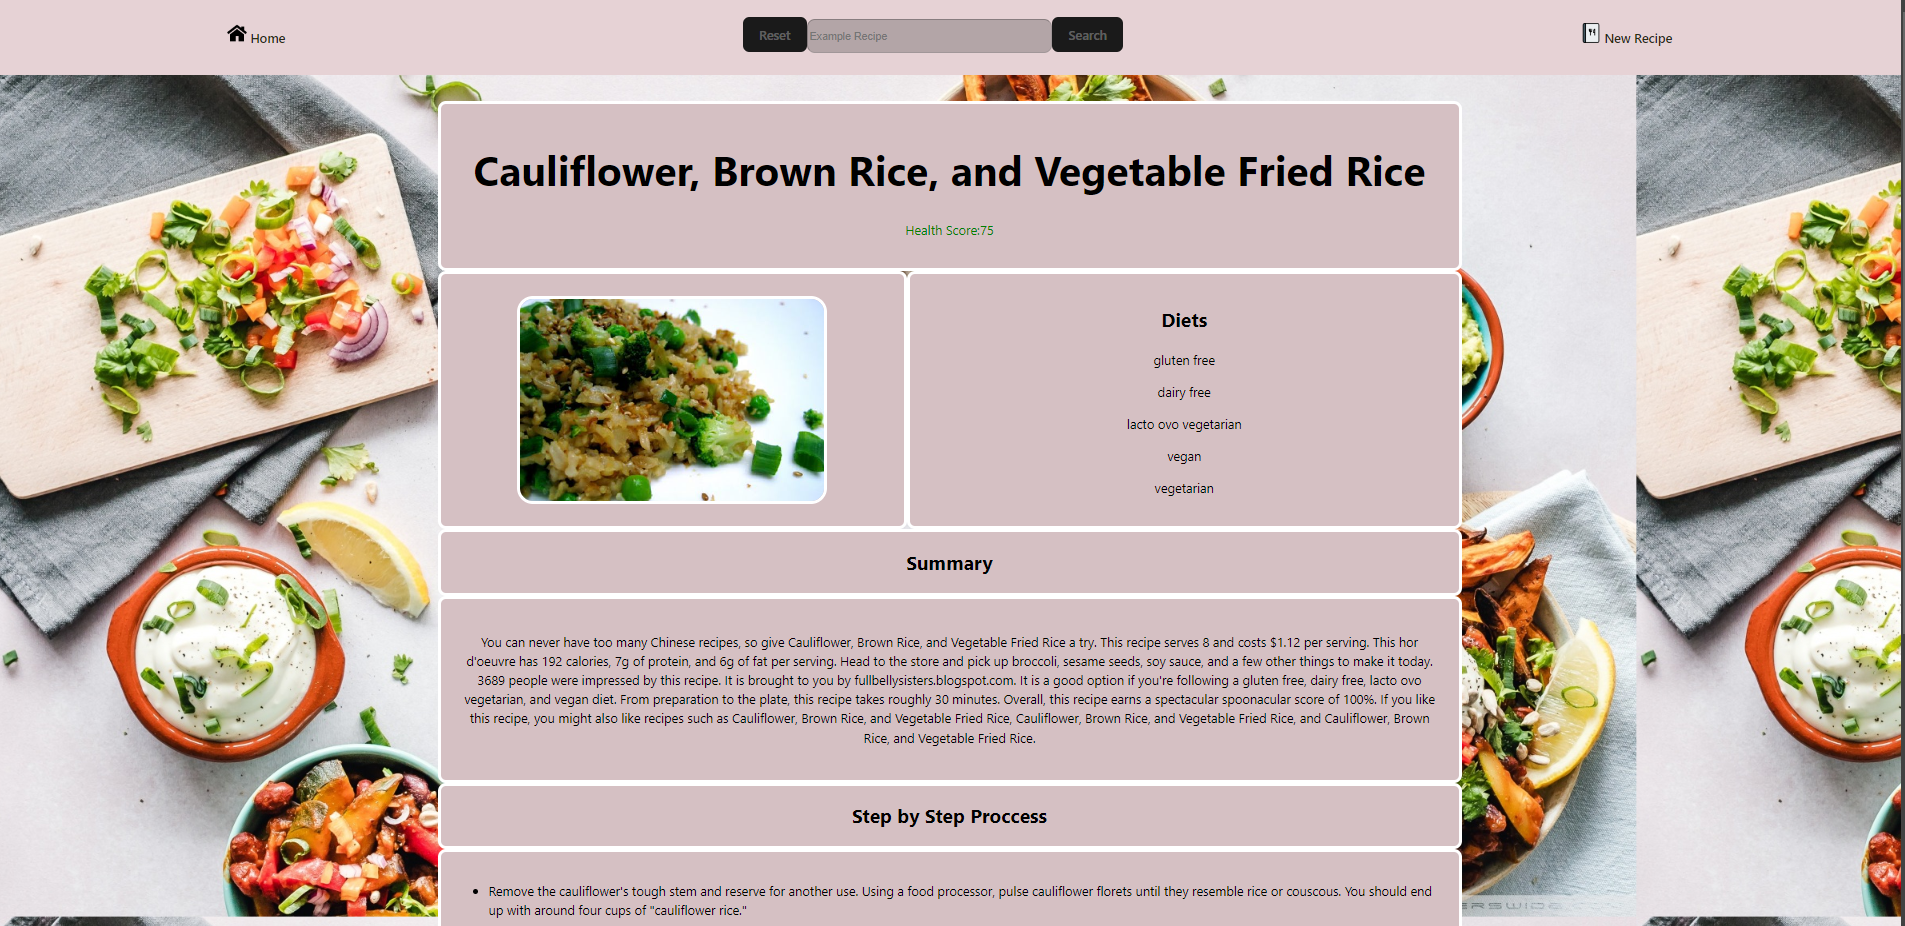 Home
Reset
Example Recipe
Search
New Recipe
Cauliflower, Brown Rice, and Vegetable Fried Rice
Health Score:75
Diets
gluten free
dairy free
lacto ovo vegetarian
vegan
vegetarian
Summary
You can never have too many Chinese recipes, so give Cauliflower, Brown Rice, and Vegetable Fried Rice a try. This recipe serves 8 and costs $1.12 per serving. This hor
d'oeuvre has 192 calories, 7g of protein, and 6g of fat per serving. Head to the store and pick up broccoli, sesame seeds, soy sauce, and a few other things to make it today.
3689 people were impressed by this recipe. It is brought to you by fullbellysisters.blogspot.com. It is a good option if you're following a gluten free, dairy free, lacto ovo
vegetarian, and vegan diet. From preparation to the plate, this recipe takes roughly 30 minutes. Overall, this recipe earns a spectacular spoonacular score of 100%. If you like
this recipe, you might also like recipes such as Cauliflower, Brown Rice, and Vegetable Fried Rice, Cauliflower, Brown Rice, and Vegetable Fried Rice, and Cauliflower, Brown
Rice, and Vegetable Fried Rice.
Step by Step Proccess
• Remove the cauliflower's tough stem and reserve for another use. Using a food processor, pulse cauliflower florets until they resemble rice or couscous. You should end
up with around four cups of "cauliflower rice."